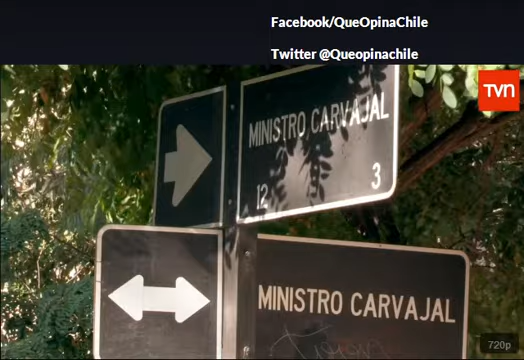 Facebook/QueOpinaChile
Twitter @Queopinachile
TVN
MINISTRO CARVAJAL
12 3
MINISTRO CARVAJAL
720p